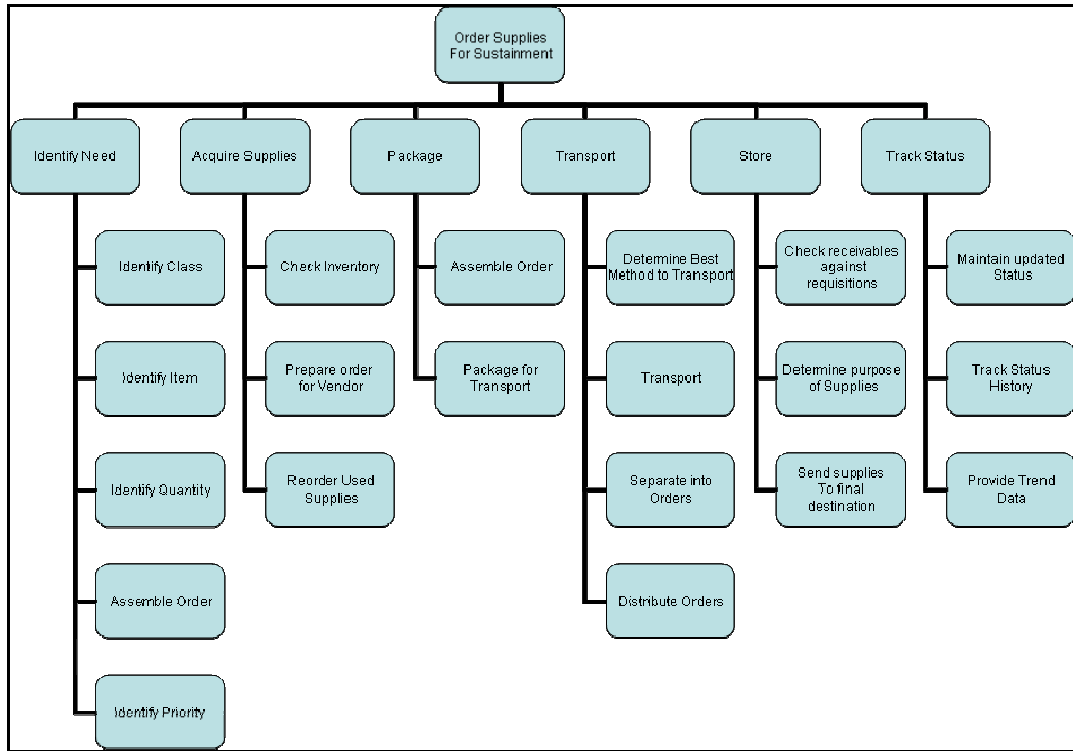 Order Supplies
For Sustainment
Identify Need
Acquire Supplies
Package
Transport
Store
Track Status
Identify Class
Identify Item
Identify Quantity
Assemble Order
Identify Priority
Check Inventory
Prepare order
for Vendor
Reorder Used
Supplies
Assemble Order
Package for
Transport
Determine Best
Method to Transport
Transport
Separate into
Orders
Distribute Orders
Check receivables
against
requisitions
Determine purpose
of Supplies
Send supplies
To final
destination
Maintain updated
Status
Track Status
History
Provide Trend
Data